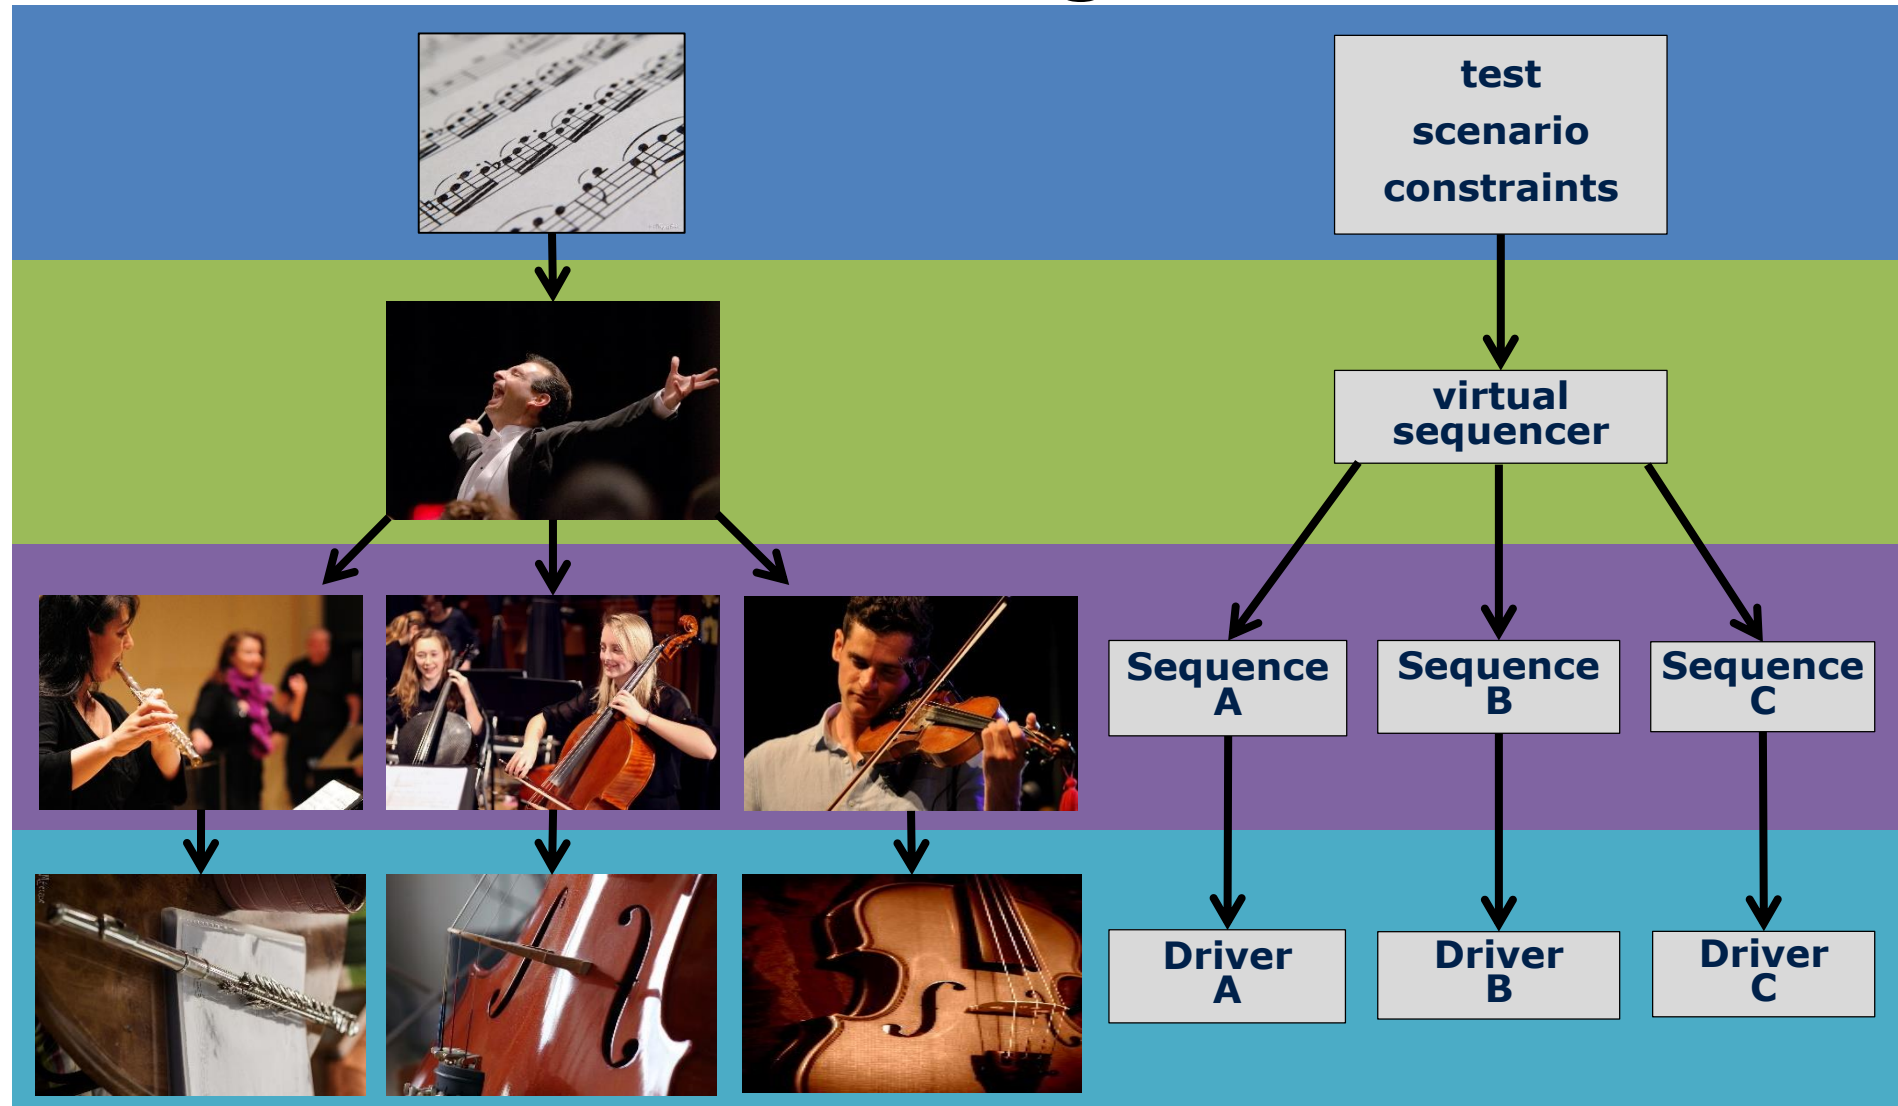 test
scenario
constraints
virtual
sequencer
Sequence
A
Sequence
B
Sequence
C
Driver
A
Driver
B
Driver
C